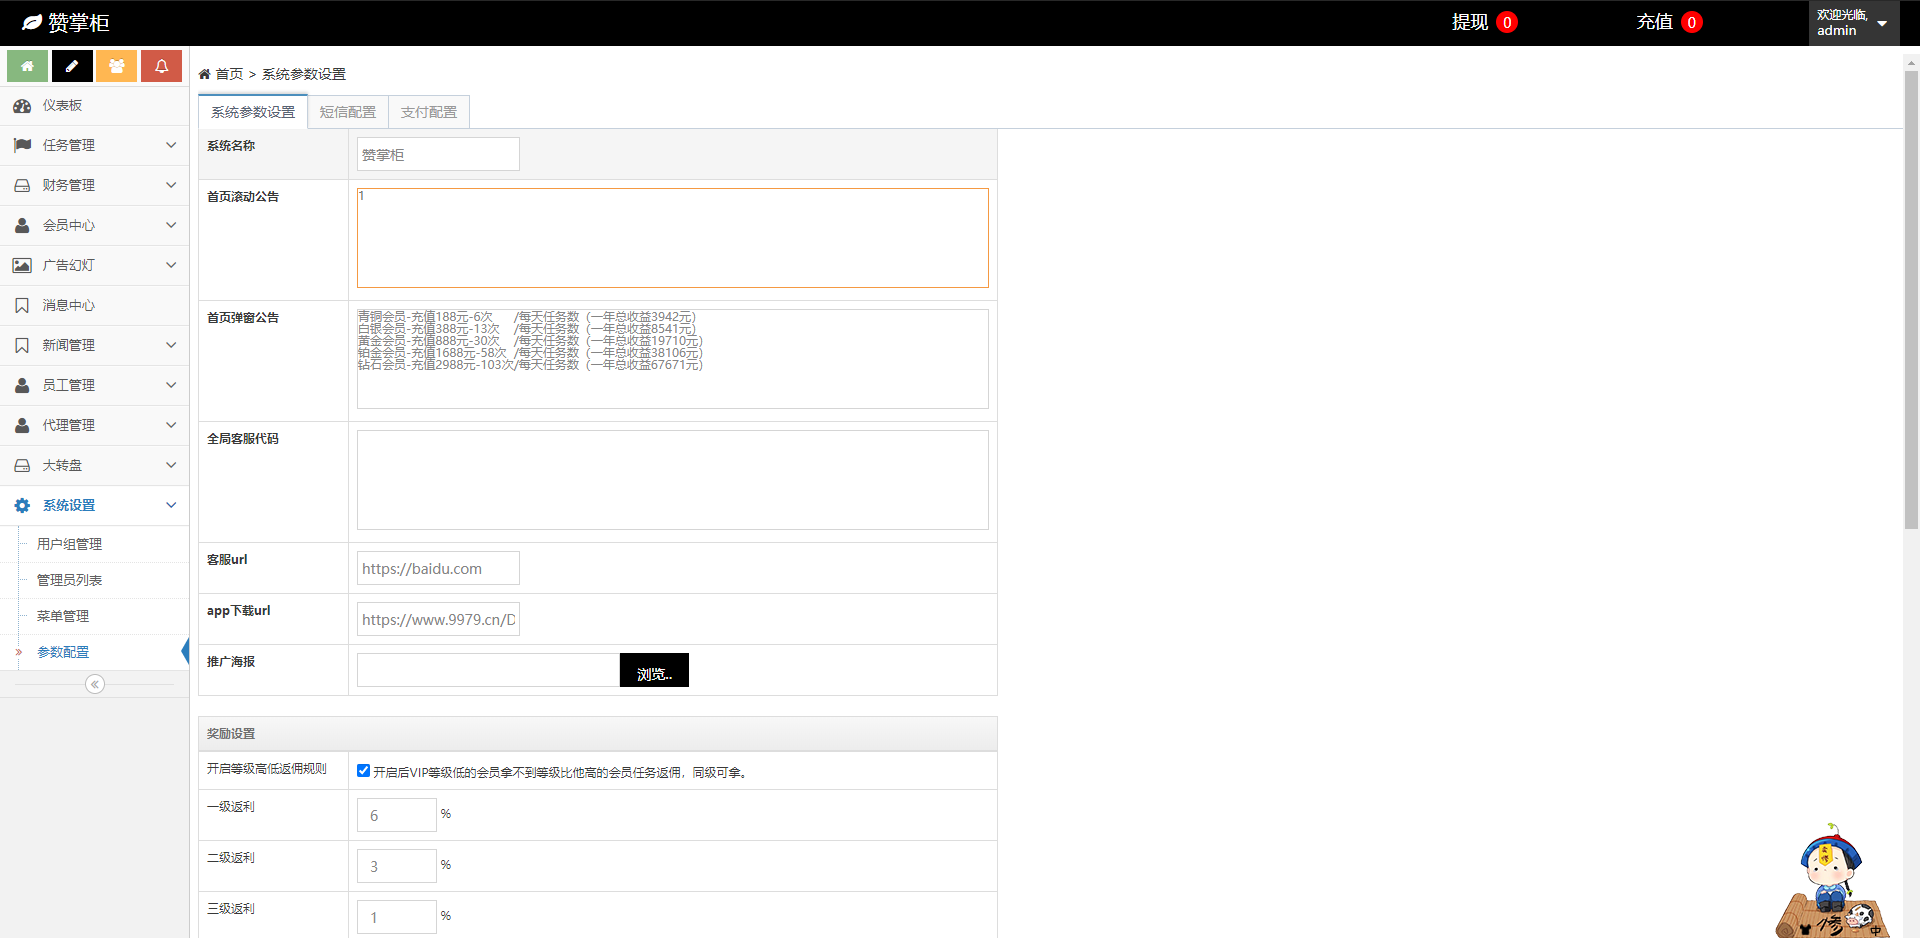 赞掌柜
提现 0
充值 0
欢迎光临,
admin
首页 > 系统参数设置
仪表板
任务管理
财务管理
会员中心
广告幻灯
消息中心
新闻管理
员工管理
代理管理
大转盘
系统设置
用户组管理
管理员列表
菜单管理
参数配置
系统参数设置 短信配置 支付配置
系统名称 赞掌柜
首页滚动公告 1
首页弹窗公告
青铜会员-充值188元-6次 /每天任务数（一年总收益3942元）
白银会员-充值388元-13次 /每天任务数（一年总收益8541元）
黄金会员-充值888元-30次 /每天任务数（一年总收益19710元）
铂金会员-充值1688元-58次 /每天任务数（一年总收益38106元）
钻石会员-充值2988元-103次/每天任务数（一年总收益67671元）
全局客服代码
客服url https://baidu.com
app下载url https://www.9979.cn/D
推广海报 浏览..
奖励设置
开启等级高低返佣规则 开启后VIP等级低的会员拿不到等级比他高的会员任务返佣，同级可拿。
一级返利 6 %
二级返利 3 %
三级返利 1 %
修
中